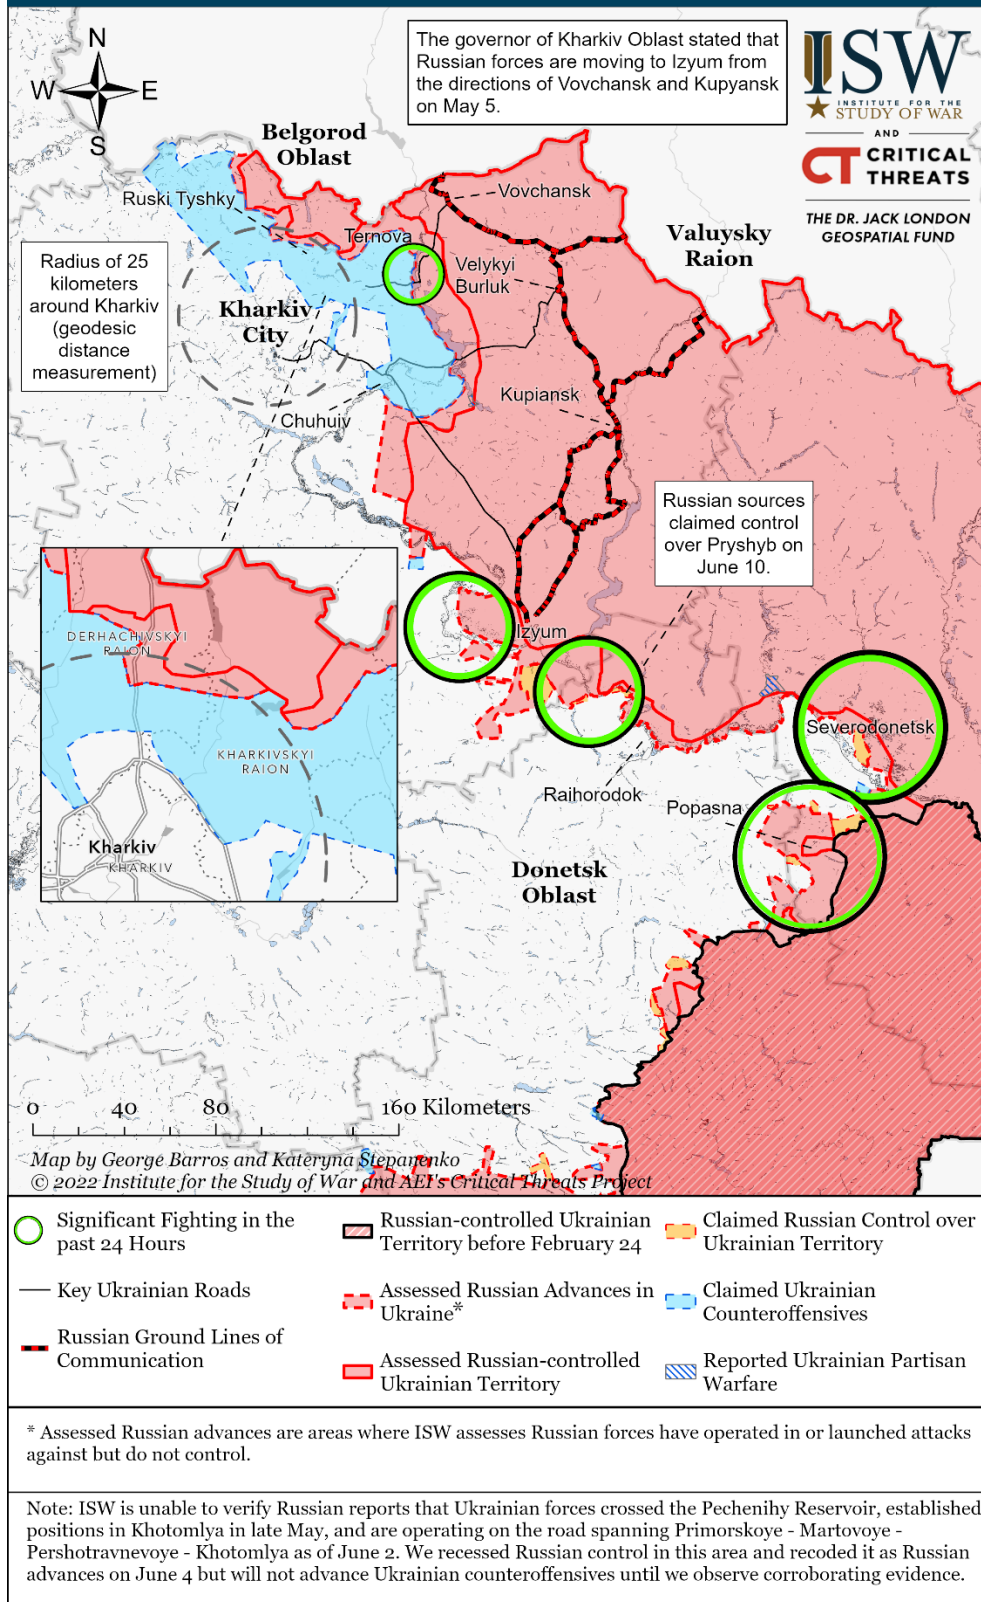 N
W
E
S
The governor of Kharkiv Oblast stated that
Russian forces are moving to Izyum from
the directions of Vovchansk and Kupyansk
on May 5.
ISW
INSTITUTE FOR THE
STUDY OF WAR
AND
CT CRITICAL
THREATS
THE DR. JACK LONDON
GEOSPATIAL FUND
Belgorod
Oblast
Ruski Tyshky
Vovchansk
Ternova
Valuysky
Raion
Radius of 25
kilometers
around Kharkiv
(geodesic
distance
measurement)
Velykyi
Burluk
Kharkiv
City
Kupiansk
Chuhuiv
Russian sources
claimed control
over Pryshyb on
June 10.
Izyum
DERHACHIVSKYI
RAION
KHARKIVSKYI
RAION
Kharkiv
KHARKIV
Severodonetsk
Raihorodok
Popasna
Donetsk
Oblast
0 40 80 160 Kilometers
Map by George Barros and Kateryna Stepanenko
© 2022 Institute for the Study of War and AEI's Critical Threats Project
Significant Fighting in the
past 24 Hours
Key Ukrainian Roads
Russian Ground Lines of
Communication
Russian-controlled Ukrainian
Territory before February 24
Assessed Russian Advances in
Ukraine*
Assessed Russian-controlled
Ukrainian Territory
Claimed Russian Control over
Ukrainian Territory
Claimed Ukrainian
Counteroffensives
Reported Ukrainian Partisan
Warfare
* Assessed Russian advances are areas where ISW assesses Russian forces have operated in or launched attacks
against but do not control.
Note: ISW is unable to verify Russian reports that Ukrainian forces crossed the Pechenihy Reservoir, established
positions in Khotomlya in late May, and are operating on the road spanning Primorskoye - Martovoye -
Pershotravnevoye - Khotomlya as of June 2. We recessed Russian control in this area and recoded it as Russian
advances on June 4 but will not advance Ukrainian counteroffensives until we observe corroborating evidence.